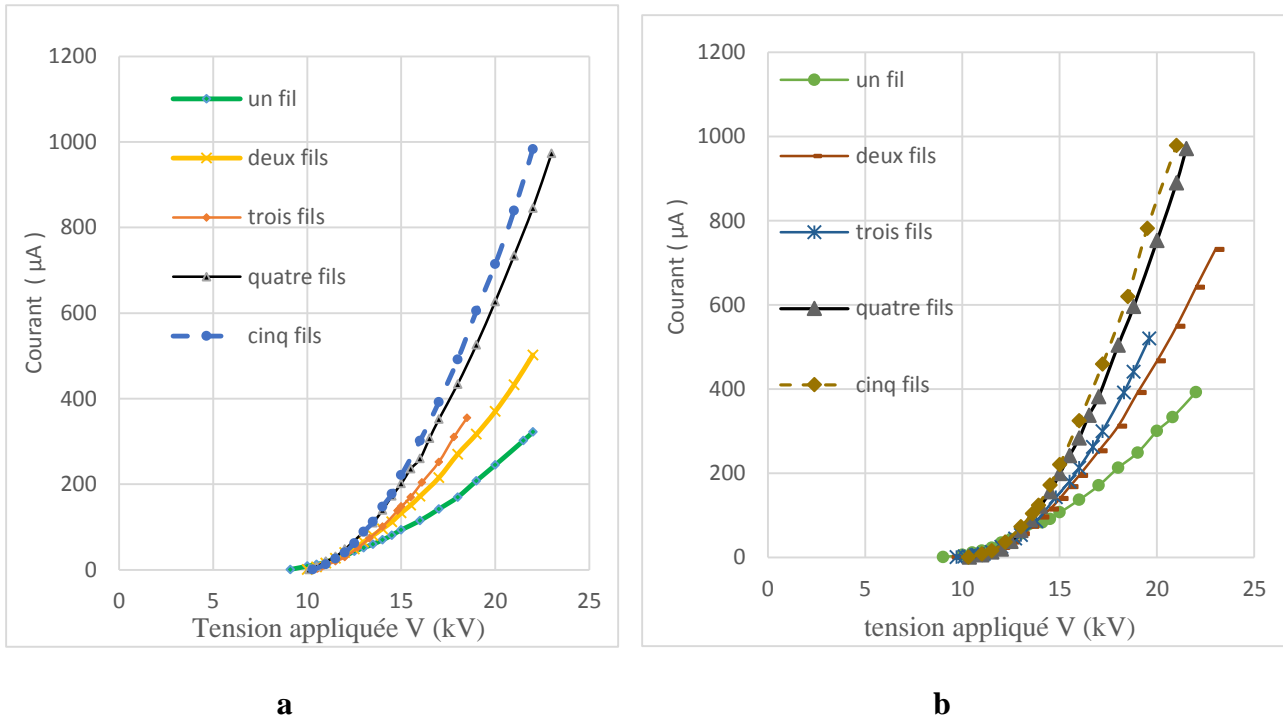 1200
1000
800
600
400
200
0
Courant ( µA )
un fil
deux fils
trois fils
quatre fils
cinq fils
0 5 10 15 20 25
Tension appliquée V (kV)
a
1200
1000
800
600
400
200
0
Courant ( µA )
un fil
deux fils
trois fils
quatre fils
cinq fils
0 5 10 15 20 25
tension appliqué V (kV)
b